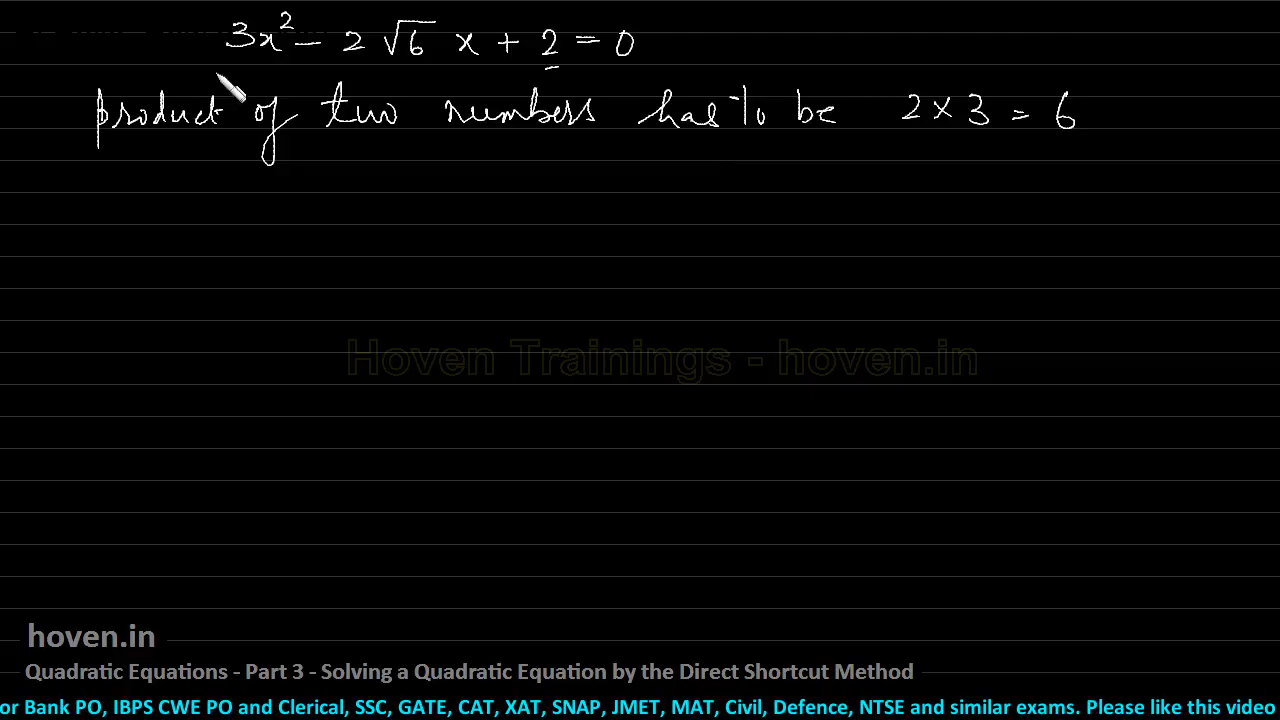 3x² - 2 √6 x + 2 = 0
product of two numbers has to be 2 × 3 = 6
Hoven Trainings - hoven.in
hoven.in
Quadratic Equations - Part 3 - Solving a Quadratic Equation by the Direct Shortcut Method
or Bank PO, IBPS CWE PO and Clerical, SSC, GATE, CAT, XAT, SNAP, JMET, MAT, Civil, Defence, NTSE and similar exams. Please like this video